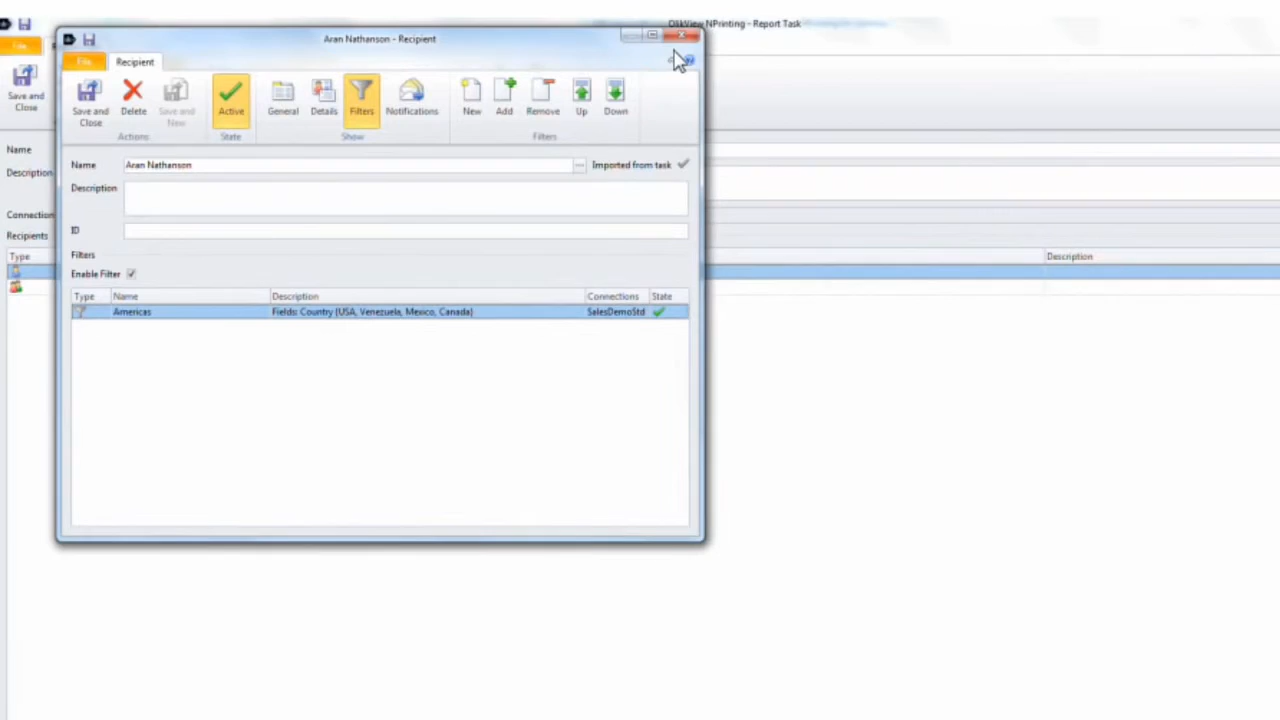 QlikView NPrinting - Report Task
Aran Nathanson - Recipient
File
Recipient
Save and Close
Save and Close
Delete
Save and New
Active
General
Details
Filters
Notifications
New
Add
Remove
Up
Down
Actions
State
Show
Filters
Name
Name
Aran Nathanson
Imported from task
Description
Description
Connection
ID
Recipients
Filters
Type
Description
Enable Filter
Type
Name
Description
Connections
State
Americas
Fields: Country (USA, Venezuela, Mexico, Canada)
SalesDemoStd